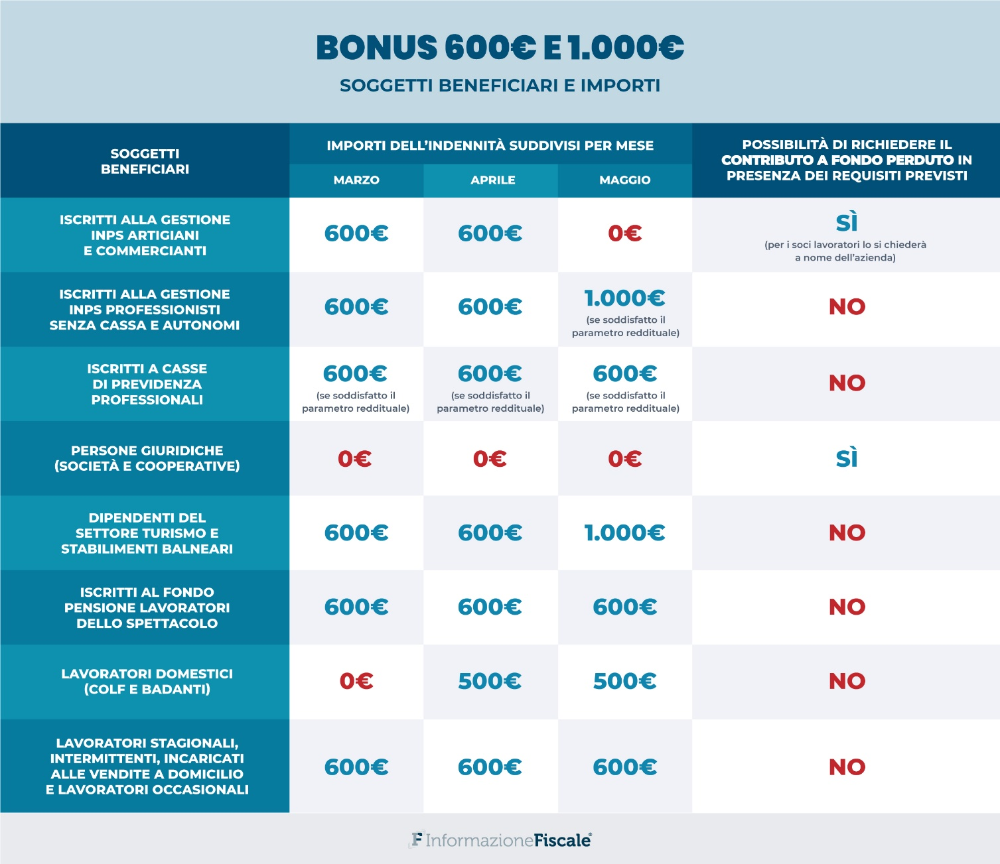 BONUS 600€ E 1.000€
SOGGETTI BENEFICIARI E IMPORTI
SOGGETTI
BENEFICIARI
IMPORTI DELL'INDENNITÀ SUDDIVISI PER MESE
MARZO
APRILE
MAGGIO
POSSIBILITÀ DI RICHIEDERE IL
CONTRIBUTO A FONDO PERDUTO IN
PRESENZA DEI REQUISITI PREVISTI
ISCRITTI ALLA GESTIONE
INPS ARTIGIANI
E COMMERCIANTI
600€
600€
0€
SÌ
(per i soci lavoratori lo si chiederà
a nome dell'azienda)
ISCRITTI ALLA GESTIONE
INPS PROFESSIONISTI
SENZA CASSA E AUTONOMI
600€
600€
1.000€
(se soddisfatto il
parametro reddituale)
NO
ISCRITTI A CASSE
DI PREVIDENZA
PROFESSIONALI
600€
(se soddisfatto il
parametro reddituale)
600€
(se soddisfatto il
parametro reddituale)
600€
(se soddisfatto il
parametro reddituale)
NO
PERSONE GIURIDICHE
(SOCIETÀ E COOPERATIVE)
0€
0€
0€
SÌ
DIPENDENTI DEL
SETTORE TURISMO E
STABILIMENTI BALNEARI
600€
600€
1.000€
NO
ISCRITTI AL FONDO
PENSIONE LAVORATORI
DELLO SPETTACOLO
600€
600€
600€
NO
LAVORATORI DOMESTICI
(COLF E BADANTI)
0€
500€
500€
NO
LAVORATORI STAGIONALI,
INTERMITTENTI, INCARICATI
ALLE VENDITE A DOMICILIO
E LAVORATORI OCCASIONALI
600€
600€
600€
NO
F InformazioneFiscale®